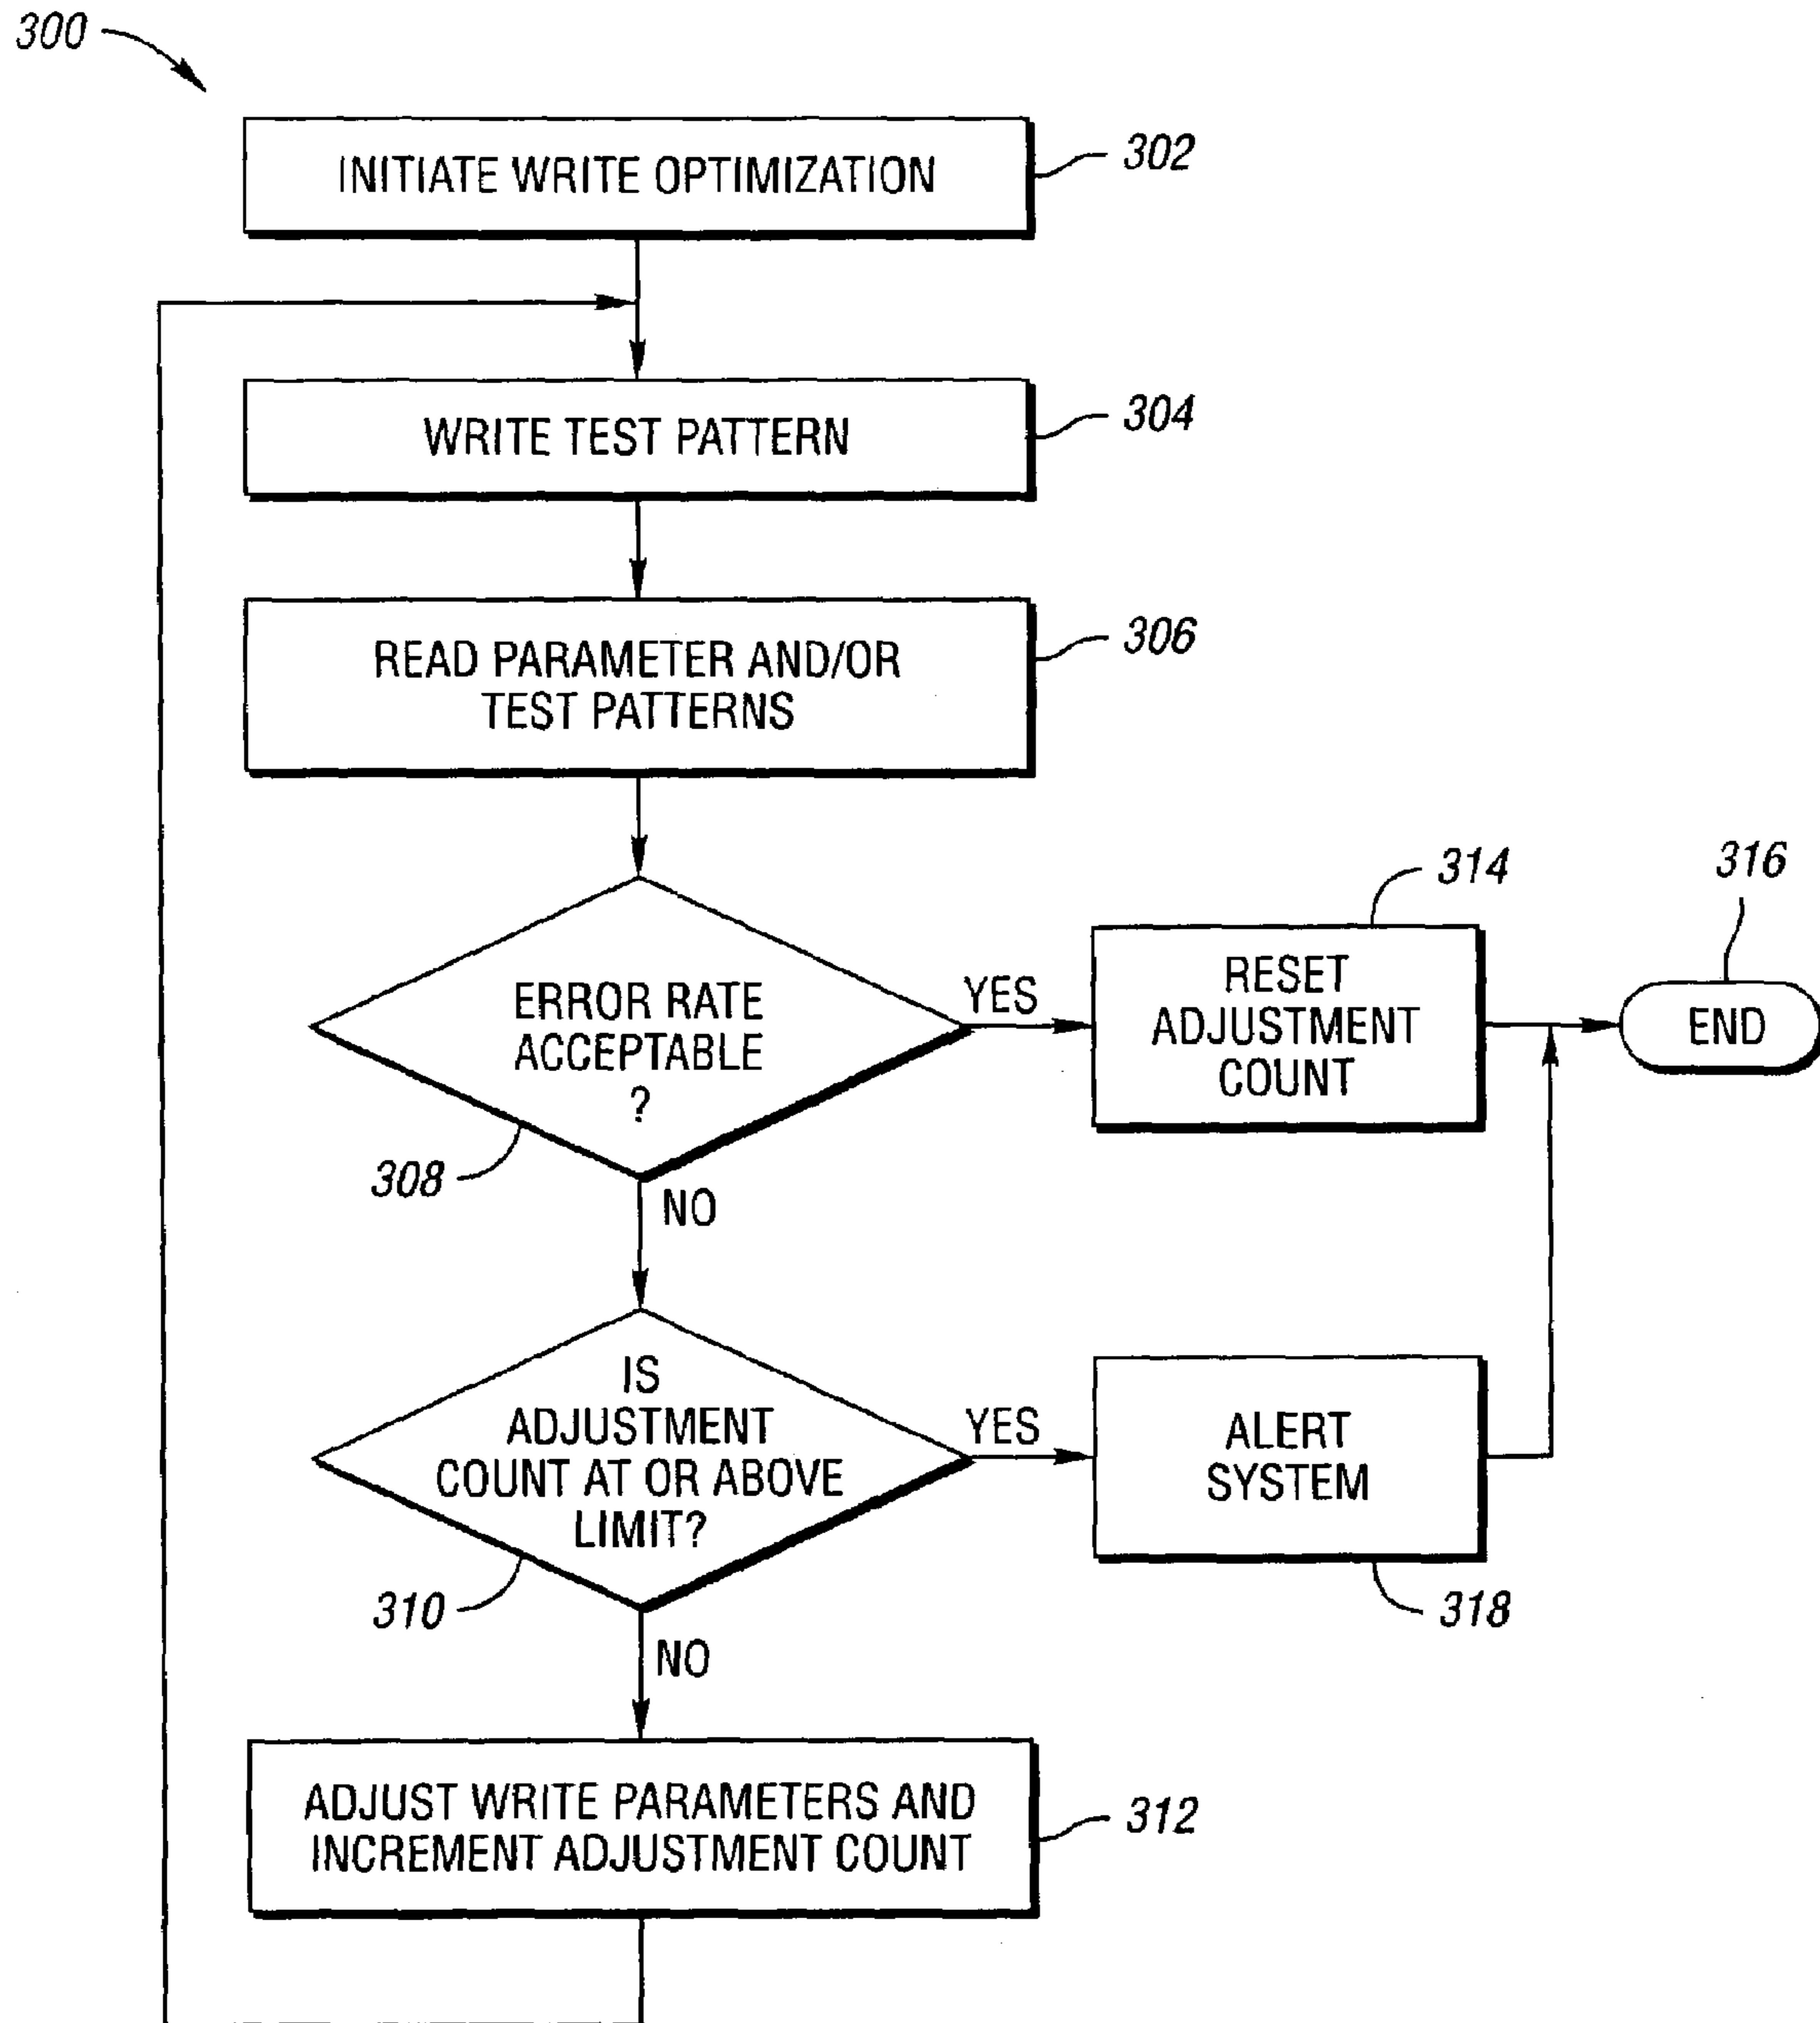 300
INITIATE WRITE OPTIMIZATION
302
WRITE TEST PATTERN
304
READ PARAMETER AND/OR
TEST PATTERNS
306
ERROR RATE
ACCEPTABLE
?
308
YES
RESET
ADJUSTMENT
COUNT
314
END
316
NO
IS
ADJUSTMENT
COUNT AT OR ABOVE
LIMIT?
310
YES
ALERT
SYSTEM
318
NO
ADJUST WRITE PARAMETERS AND
INCREMENT ADJUSTMENT COUNT
312